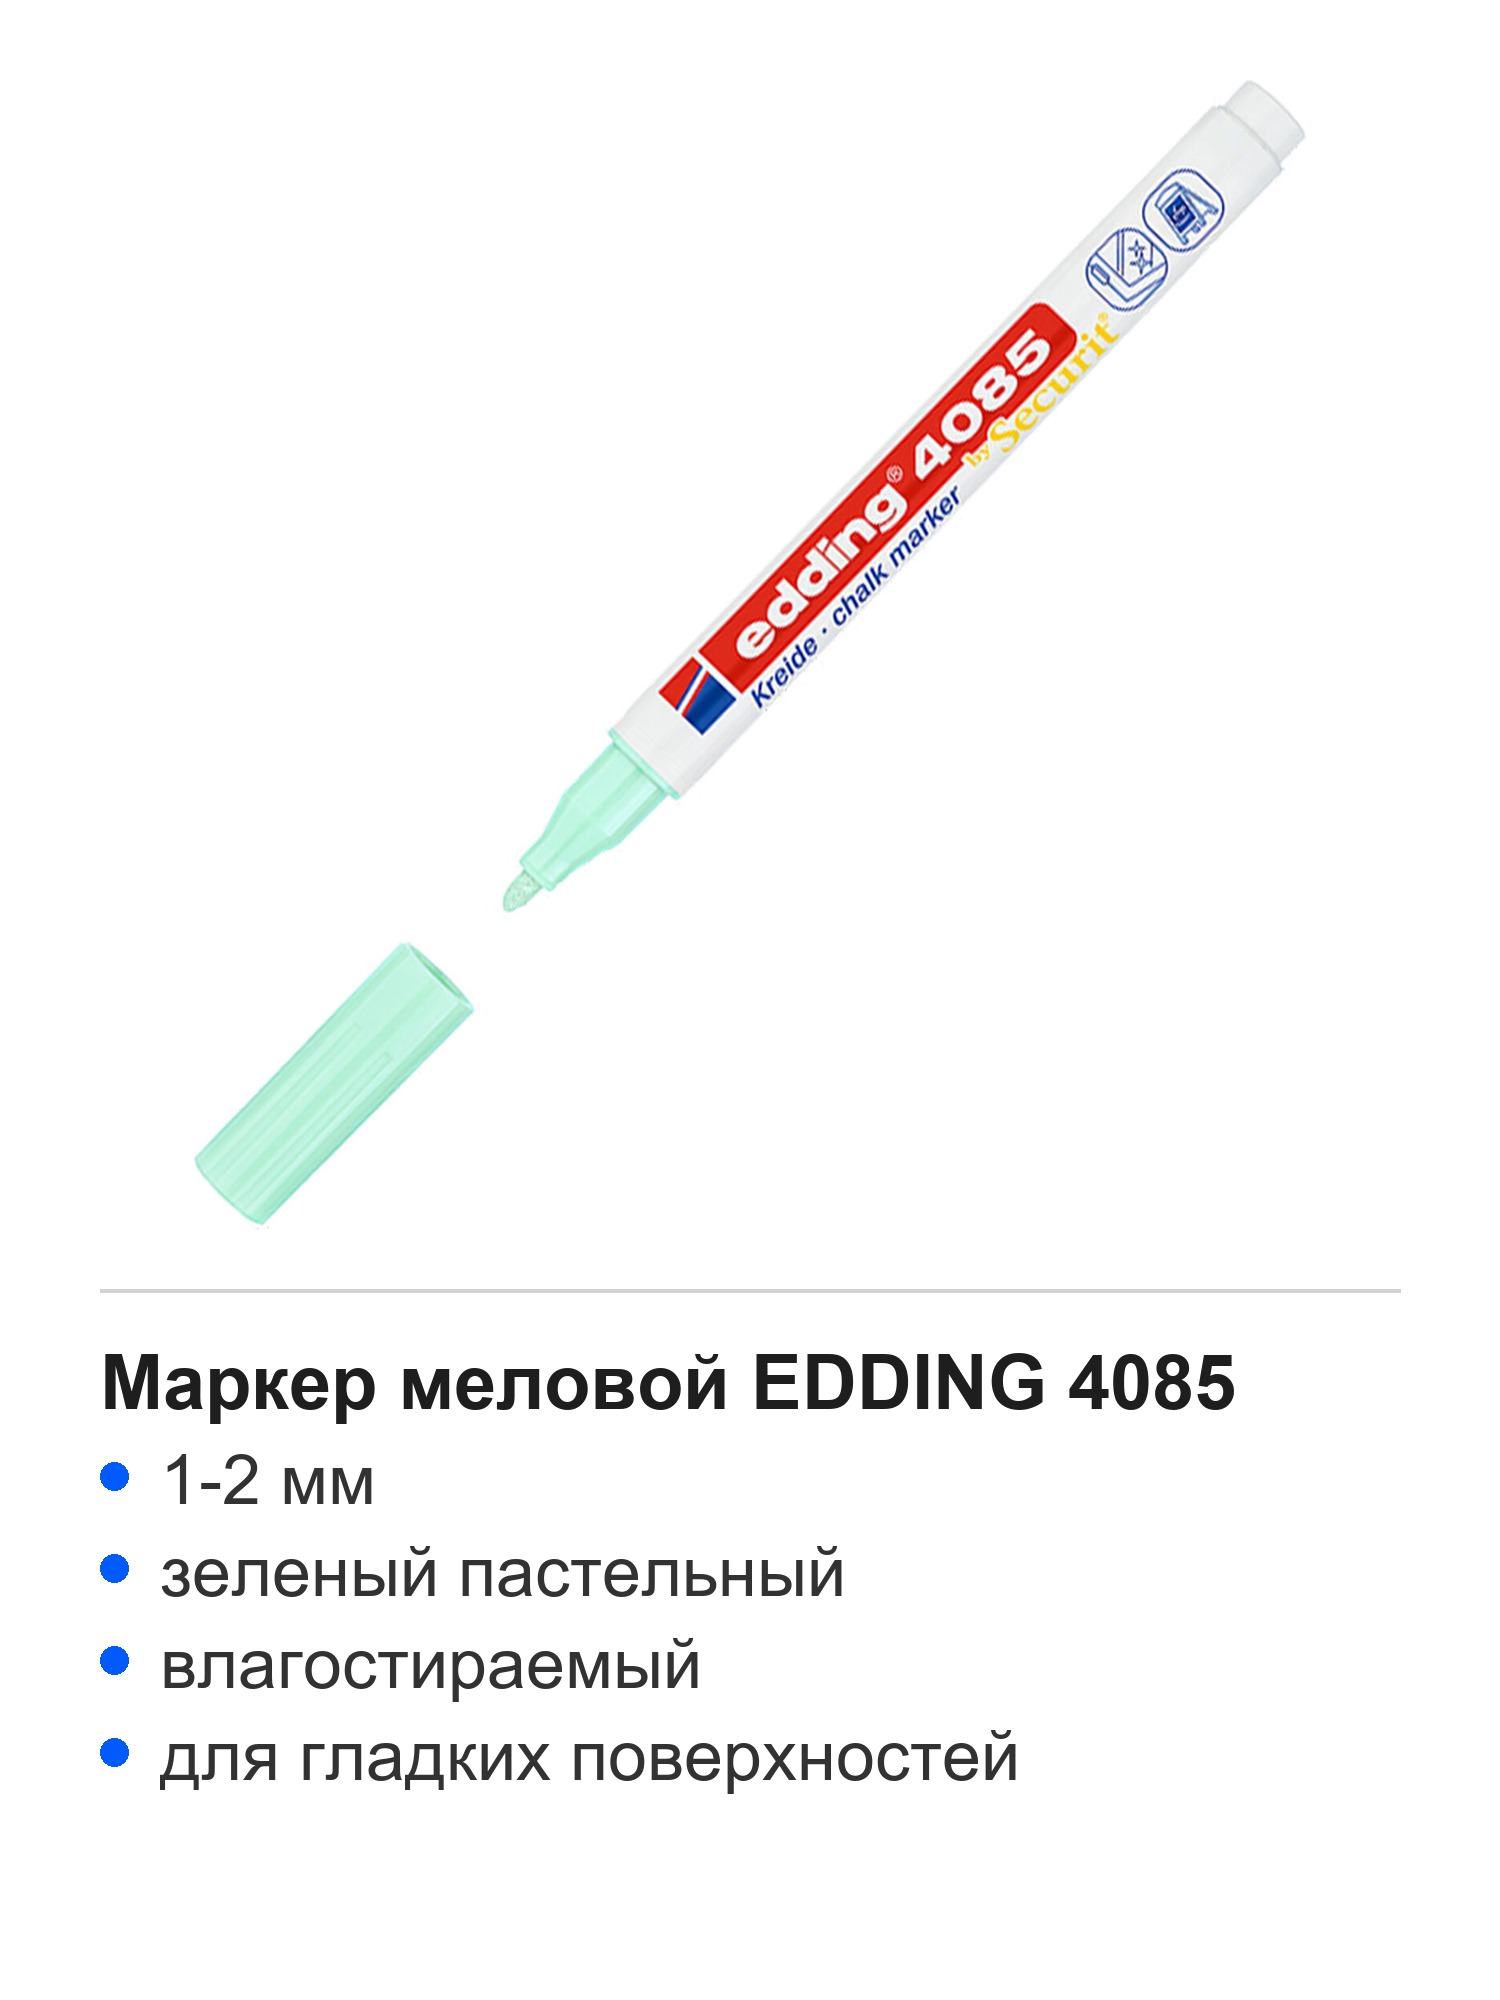 edding® 4085
by Securit®
Kreide · chalk marker
Маркер меловой EDDING 4085
1-2 мм
зеленый пастельный
влагостираемый
для гладких поверхностей